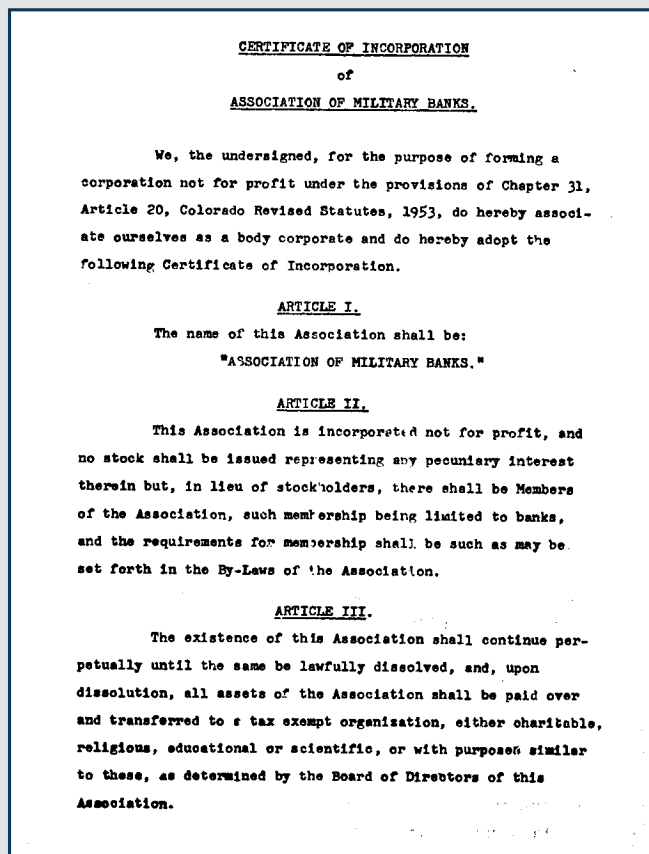 CERTIFICATE OF INCORPORATION
of
ASSOCIATION OF MILITARY BANKS.
We, the undersigned, for the purpose of forming a
corporation not for profit under the provisions of Chapter 31,
Article 20, Colorado Revised Statutes, 1953, do hereby associ-
ate ourselves as a body corporate and do hereby adopt the
following Certificate of Incorporation.
ARTICLE I.
The name of this Association shall be:
"ASSOCIATION OF MILITARY BANKS."
ARTICLE II.
This Association is incorporated not for profit, and
no stock shall be issued representing any pecuniary interest
therein but, in lieu of stockholders, there shall be Members
of the Association, such membership being limited to banks,
and the requirements for membership shall be such as may be
set forth in the By-Laws of the Association.
ARTICLE III.
The existence of this Association shall continue per-
petually until the same be lawfully dissolved, and, upon
dissolution, all assets of the Association shall be paid over
and transferred to a tax exempt organization, either charitable,
religious, educational or scientific, or with purposes similar
to these, as determined by the Board of Directors of this
Association.